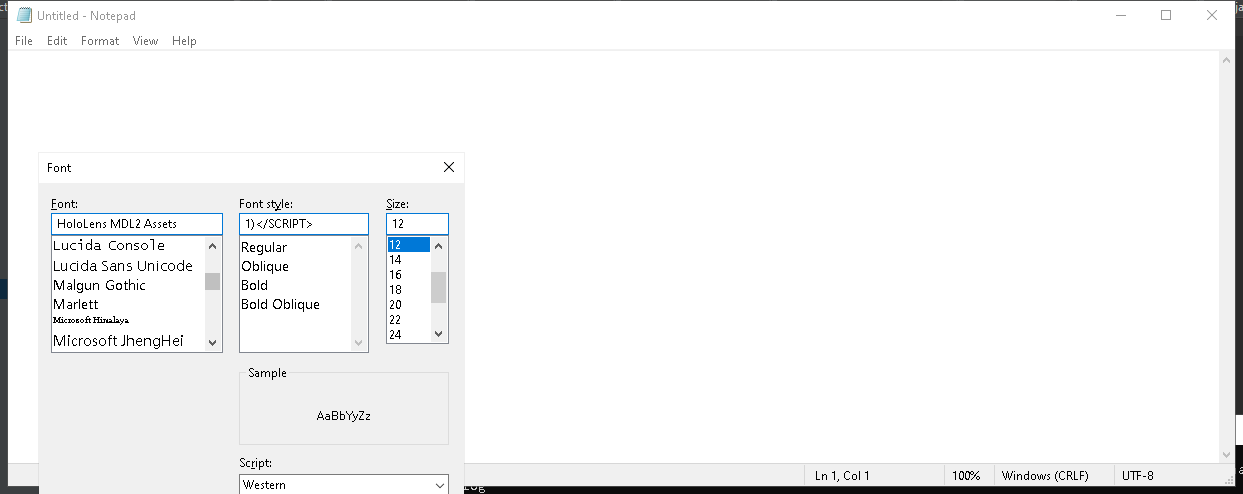 Untitled - Notepad
File Edit Format View Help
Font
Font: Font style: Size:
HoloLens MDL2 Assets 1)</SCRIPT> 12
Lucida Console
Lucida Sans Unicode
Malgun Gothic
Marlett
Microsoft Himalaya
Microsoft JhengHei
Regular
Oblique
Bold
Bold Oblique
12
14
16
18
20
22
24
Sample
AaBbYyZz
Script:
Western
Ln 1, Col 1 100% Windows (CRLF) UTF-8